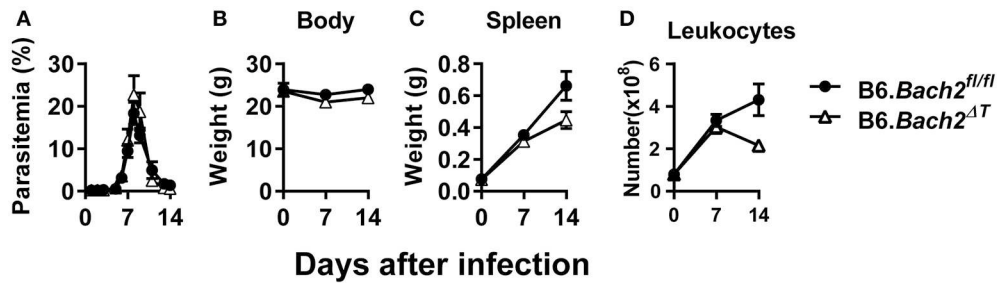 A
Parasitemia (%)
30
20
10
0
0 7 14
B Body
Weight (g)
30
20
10
0
0 7 14
C Spleen
Weight (g)
0.8
0.6
0.4
0.2
0.0
0 7 14
D Leukocytes
Number(x10⁸)
6
4
2
0
0 7 14
B6.Bach2fl/fl
B6.Bach2ΔT
Days after infection